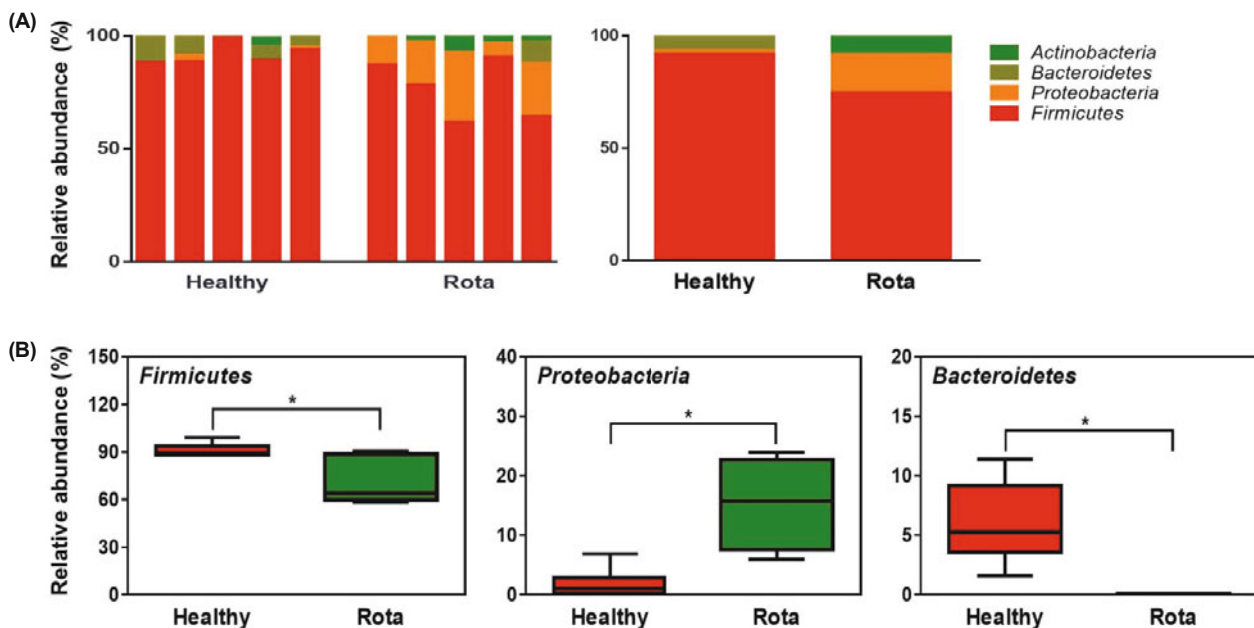 (A)
Relative abundance (%)
100
50
0
Healthy
Rota
100
50
0
Healthy
Rota
Actinobacteria
Bacteroidetes
Proteobacteria
Firmicutes
(B)
Relative abundance (%)
150
120
90
60
30
0
Firmicutes
*
Healthy
Rota
40
30
20
10
0
Proteobacteria
*
Healthy
Rota
20
15
10
5
0
Bacteroidetes
*
Healthy
Rota